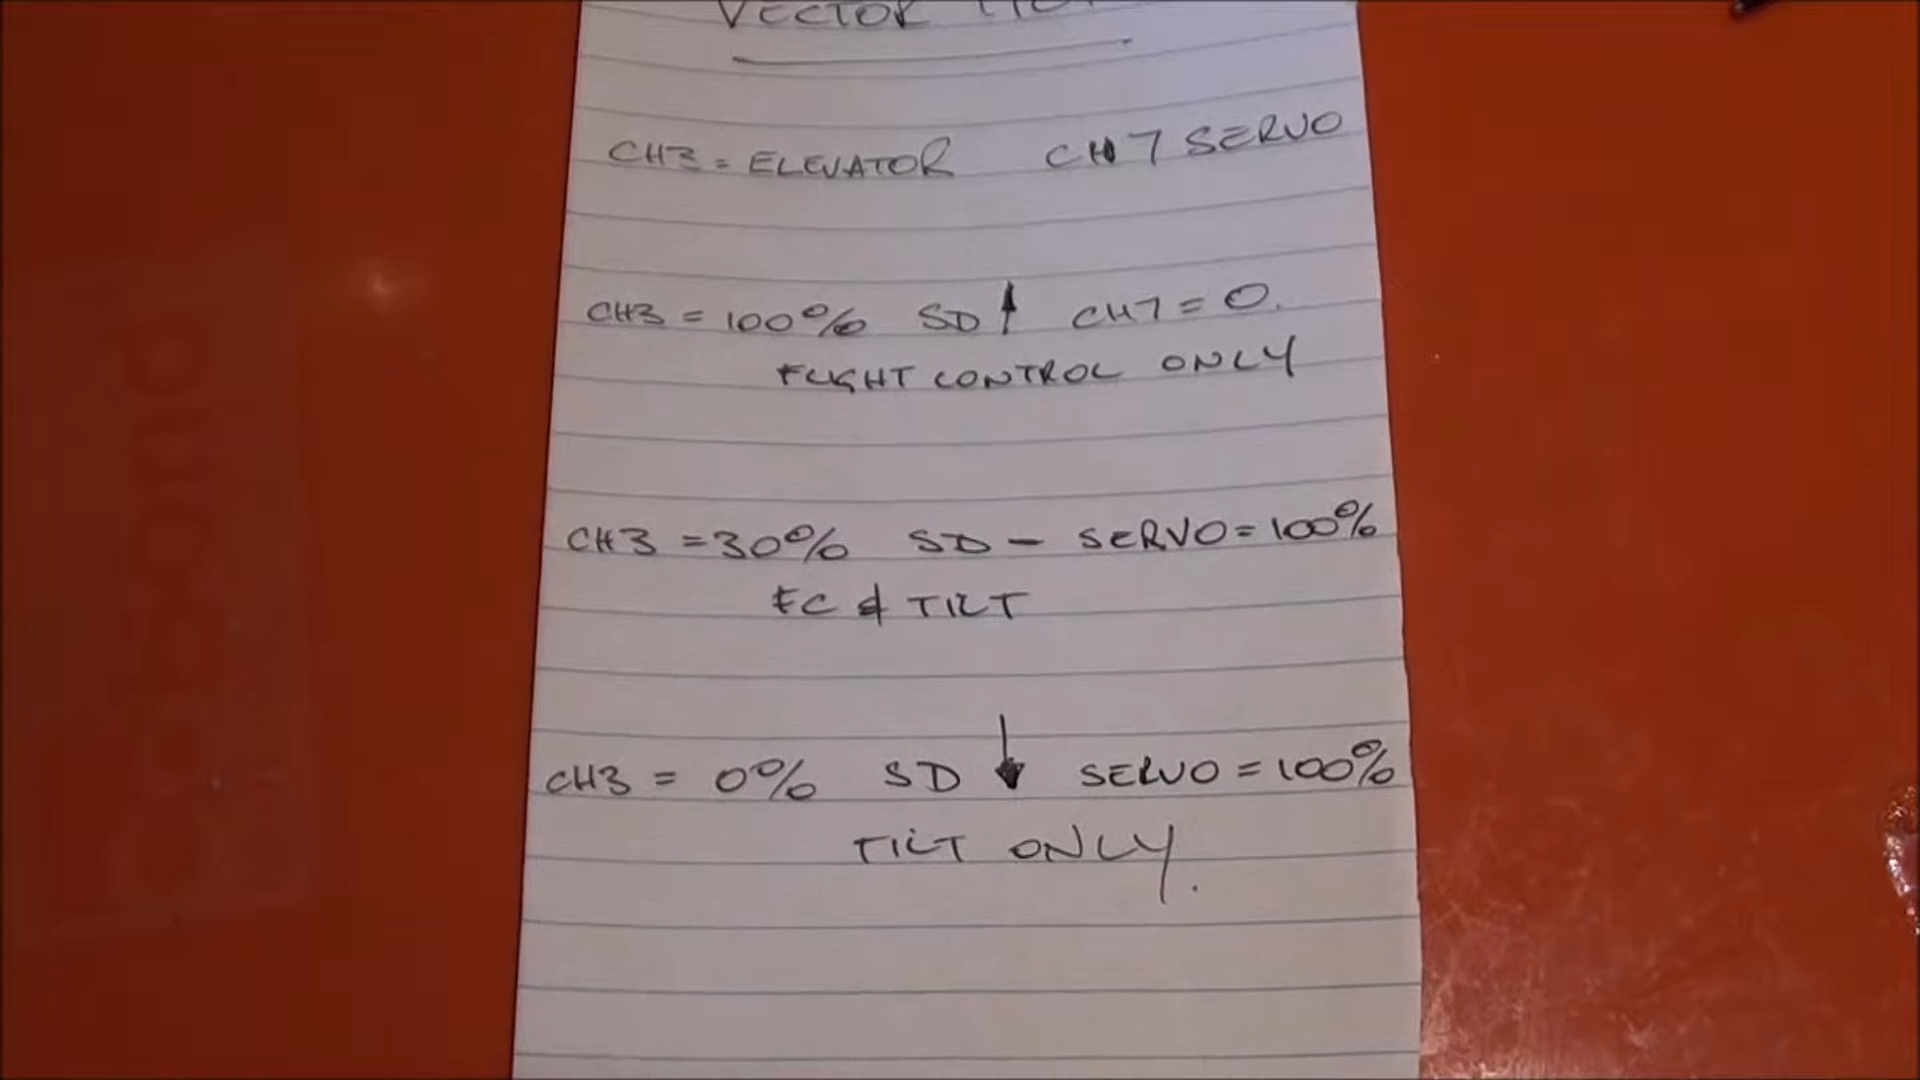 VECTOR
CH3 = ELEVATOR CH7 SERVO
CH3 = 100% SD ↑ CH7 = 0.
FLIGHT CONTROL ONLY
CH3 = 30% SD - SERVO = 100%
FC & TILT
CH3 = 0% SD ↓ SERVO = 100%
TILT ONLY.